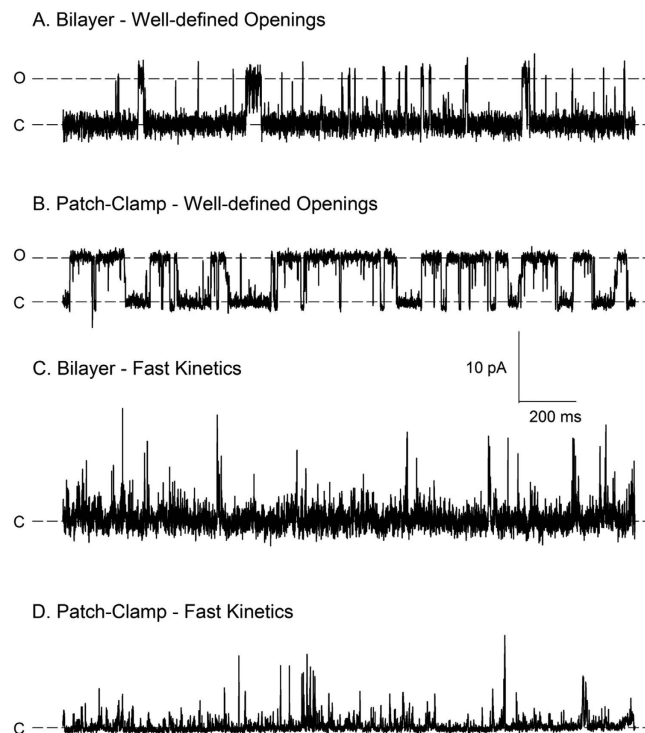 A. Bilayer - Well-defined Openings
O
C
B. Patch-Clamp - Well-defined Openings
O
C
C. Bilayer - Fast Kinetics
10 pA
200 ms
C
D. Patch-Clamp - Fast Kinetics
C